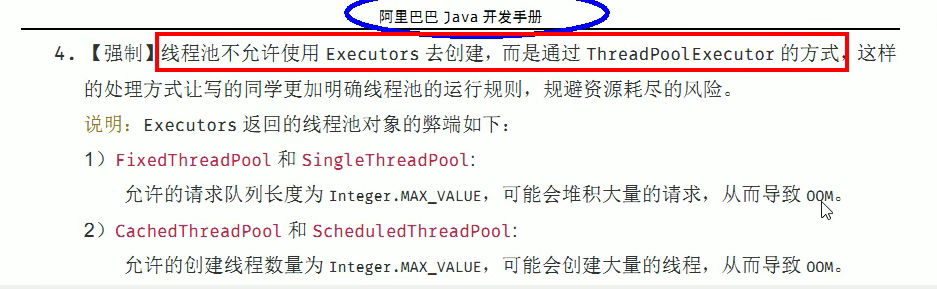 阿里巴巴 Java 开发手册
4. 【强制】线程池不允许使用 Executors 去创建，而是通过 ThreadPoolExecutor 的方式，这样
的处理方式让写的同学更加明确线程池的运行规则，规避资源耗尽的风险。
说明：Executors 返回的线程池对象的弊端如下：
1）FixedThreadPool 和 SingleThreadPool:
允许的请求队列长度为 Integer.MAX_VALUE，可能会堆积大量的请求，从而导致 OOM。
2）CachedThreadPool 和 ScheduledThreadPool:
允许的创建线程数量为 Integer.MAX_VALUE，可能会创建大量的线程，从而导致 OOM。